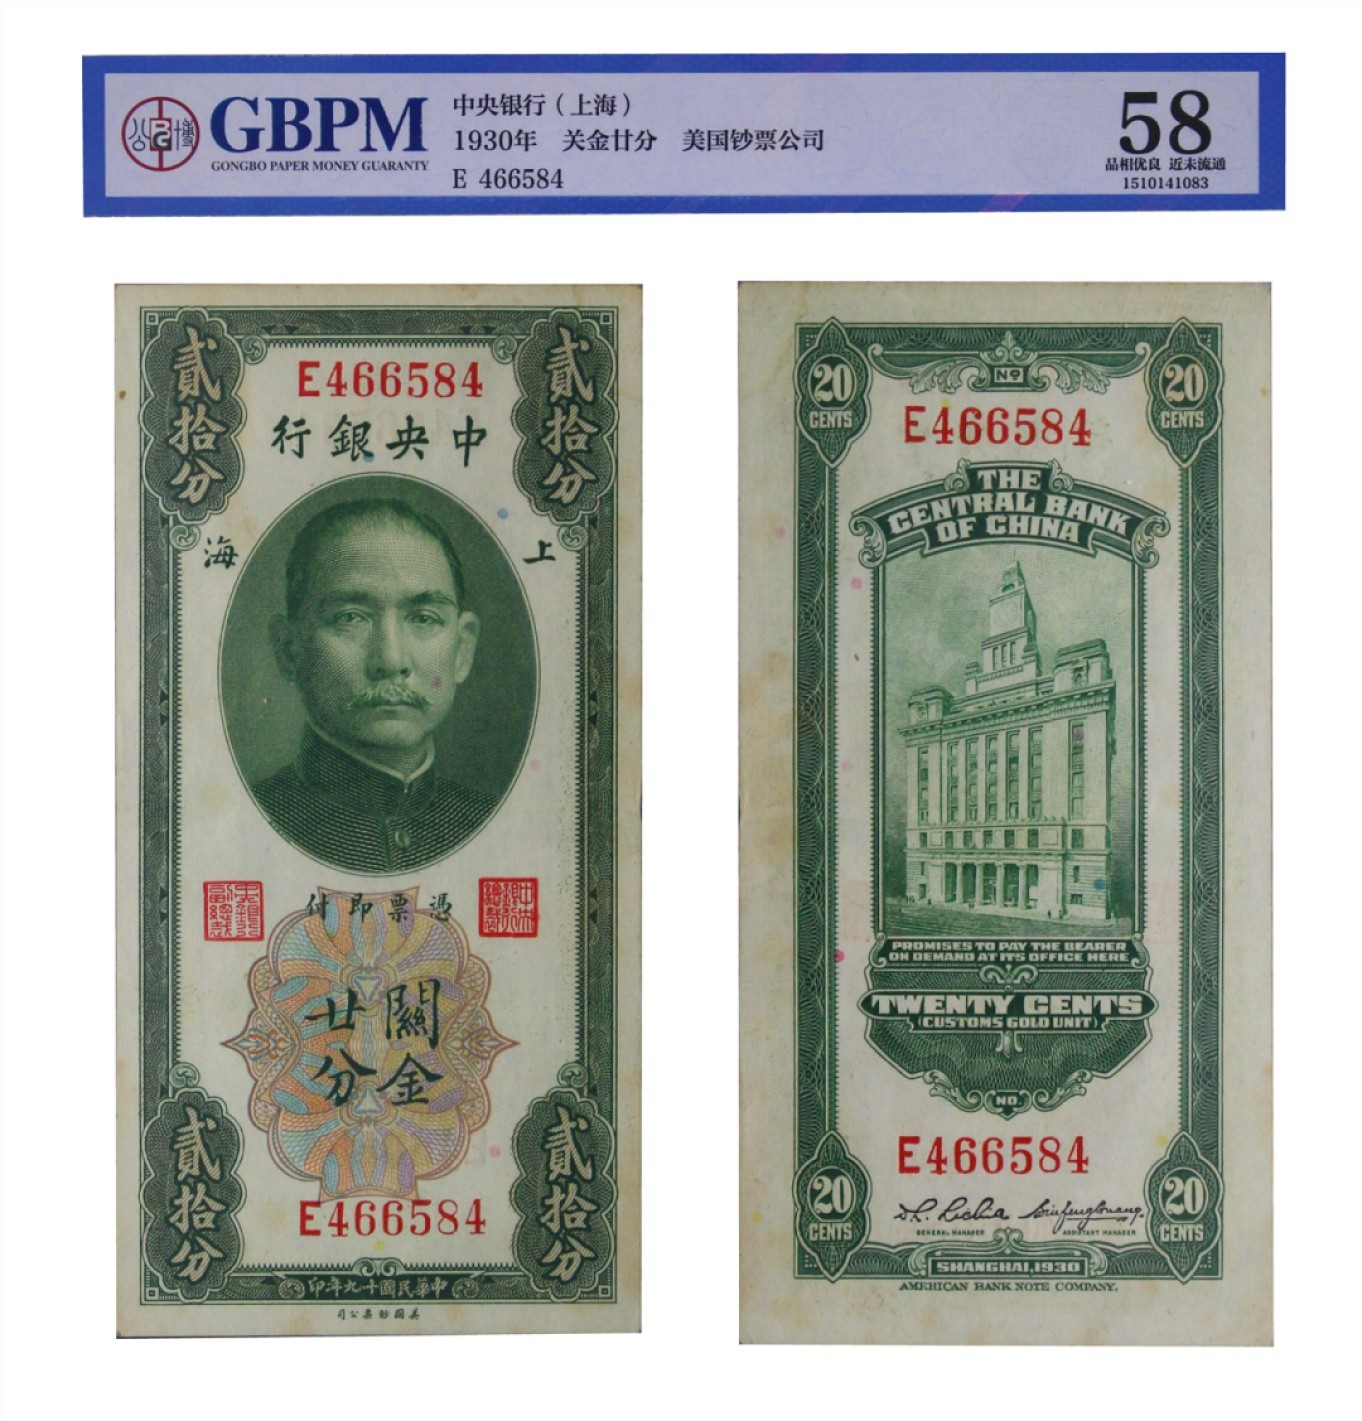 GBPM
GONGBO PAPER MONEY GUARANTY
中央银行（上海）
1930年 关金廿分 美国钞票公司
E 466584
58
品相优良 近未流通
1510141083
貳拾分
貳拾分
E466584
行銀央中
海 上
付即票憑
關金
廿分
貳拾分
貳拾分
E466584
印年九十國民華中
司公票鈔國美
20 CENTS
20 CENTS
Nº
E466584
THE
CENTRAL BANK
OF CHINA
PROMISES TO PAY THE BEARER
ON DEMAND AT ITS OFFICE HERE
TWENTY CENTS
(CUSTOMS GOLD UNIT)
NO.
E466584
20 CENTS
20 CENTS
GENERAL MANAGER
ASSISTANT MANAGER
SHANGHAI, 1930
AMERICAN BANK NOTE COMPANY.